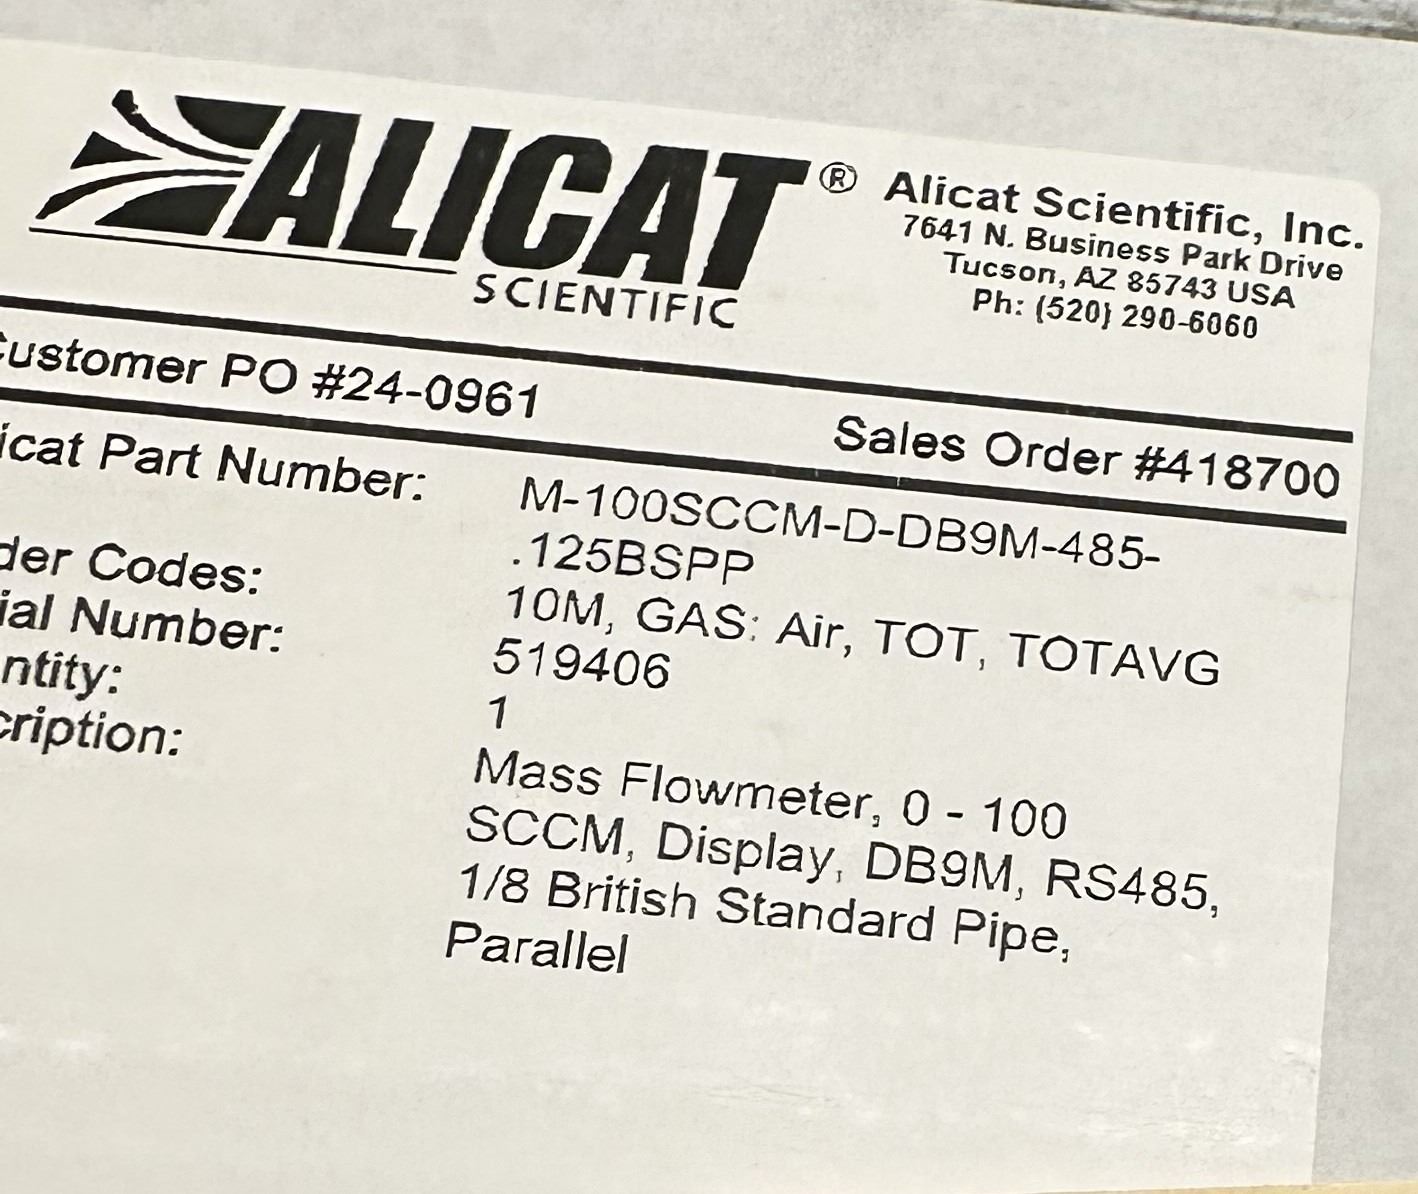 ALICAT®
SCIENTIFIC
Alicat Scientific, Inc.
7641 N. Business Park Drive
Tucson, AZ 85743 USA
Ph: (520) 290-6060
Customer PO #24-0961
Sales Order #418700
icat Part Number: M-100SCCM-D-DB9M-485-
.125BSPP
der Codes: 10M, GAS: Air, TOT, TOTAVG
ial Number: 519406
ntity: 1
cription: Mass Flowmeter, 0 - 100
SCCM, Display, DB9M, RS485,
1/8 British Standard Pipe,
Parallel